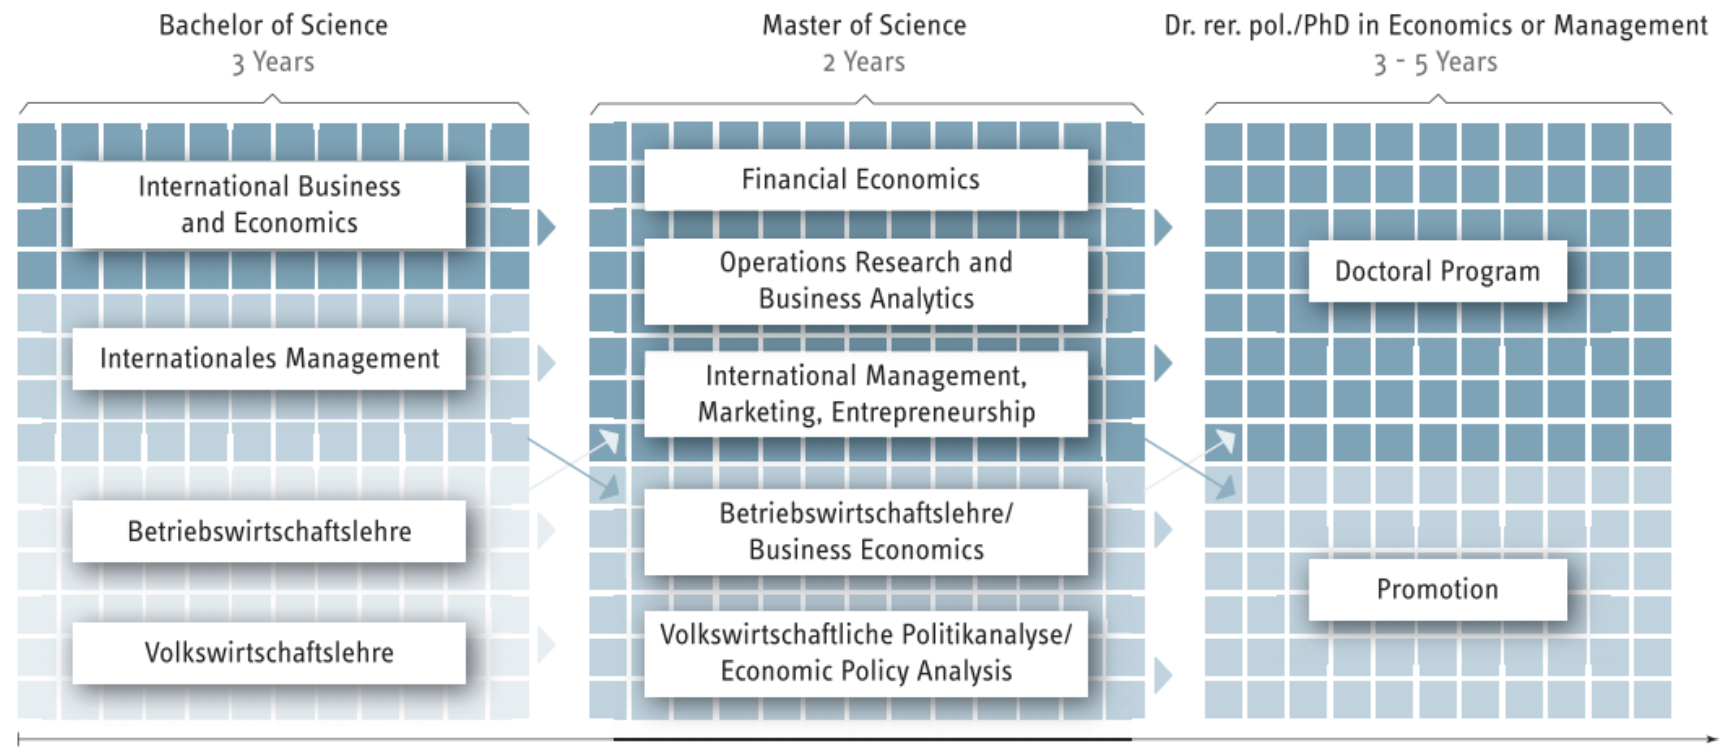 Bachelor of Science
3 Years
International Business
and Economics
Internationales Management
Betriebswirtschaftslehre
Volkswirtschaftslehre
Master of Science
2 Years
Financial Economics
Operations Research and
Business Analytics
International Management,
Marketing, Entrepreneurship
Betriebswirtschaftslehre/
Business Economics
Volkswirtschaftliche Politikanalyse/
Economic Policy Analysis
Dr. rer. pol./PhD in Economics or Management
3 - 5 Years
Doctoral Program
Promotion